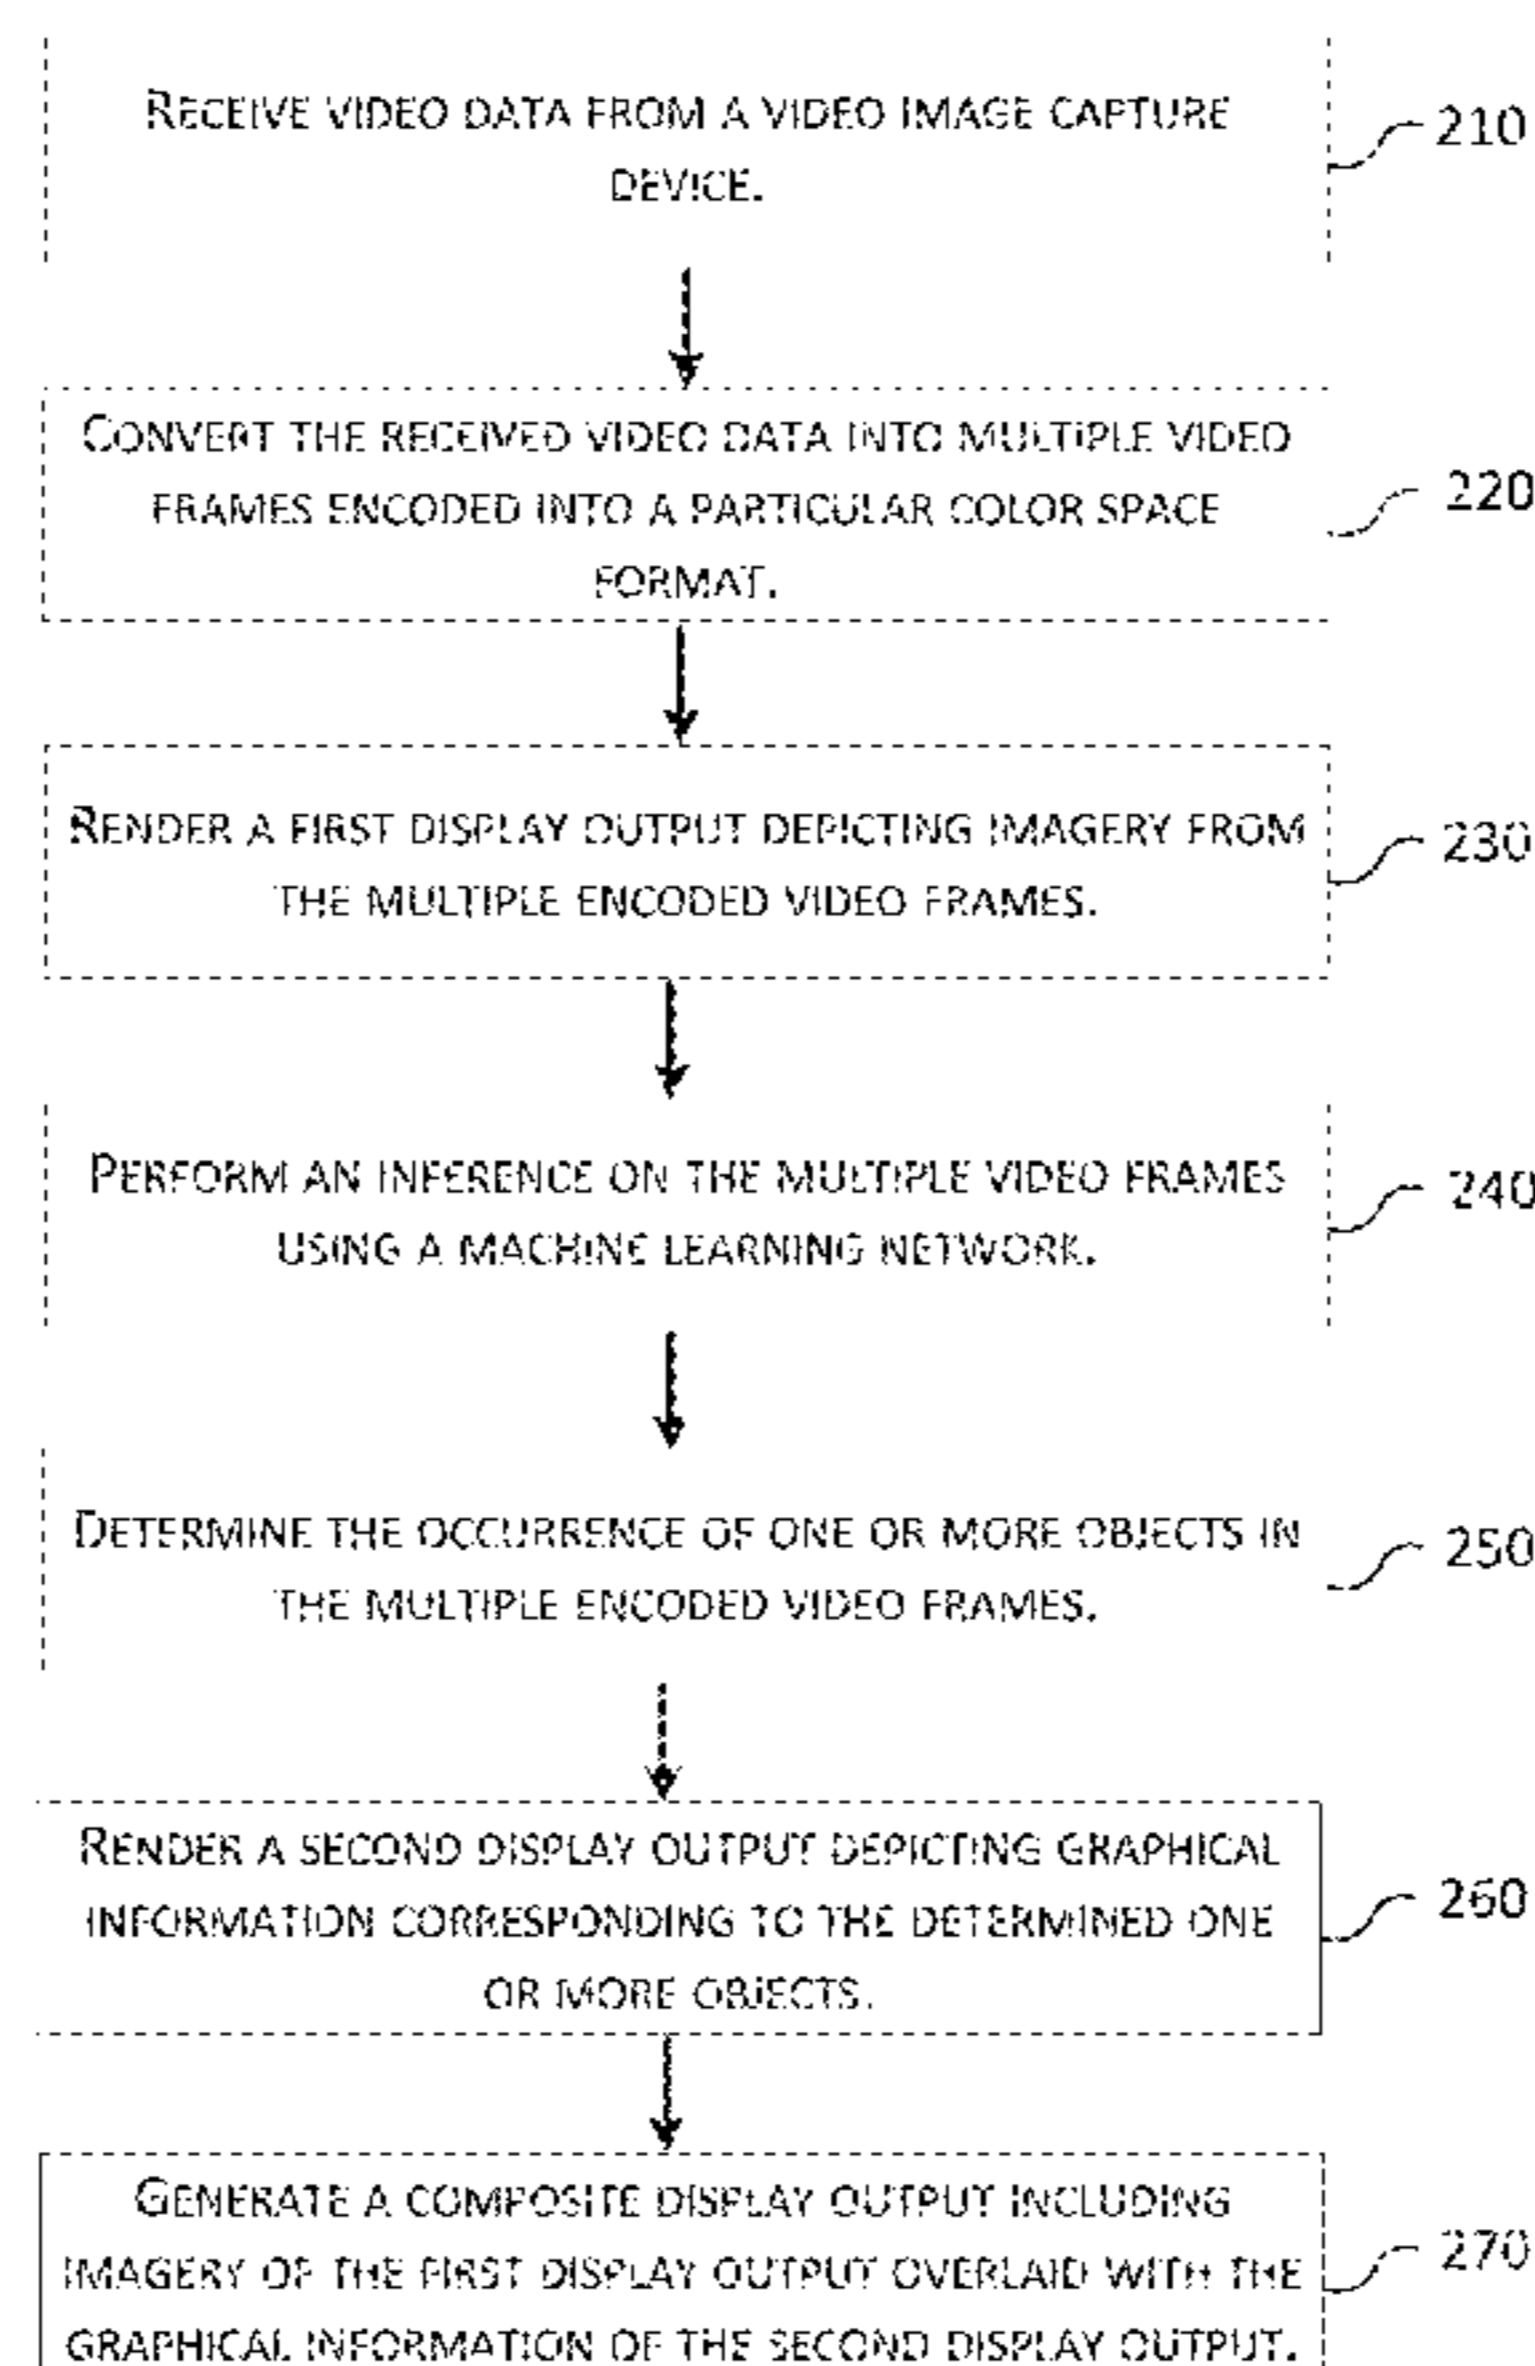 RECEIVE VIDEO DATA FROM A VIDEO IMAGE CAPTURE
DEVICE.
210
CONVERT THE RECEIVED VIDEO DATA INTO MULTIPLE VIDEO
FRAMES ENCODED INTO A PARTICULAR COLOR SPACE
FORMAT.
220
RENDER A FIRST DISPLAY OUTPUT DEPICTING IMAGERY FROM
THE MULTIPLE ENCODED VIDEO FRAMES.
230
PERFORM AN INFERENCE ON THE MULTIPLE VIDEO FRAMES
USING A MACHINE LEARNING NETWORK.
240
DETERMINE THE OCCURRENCE OF ONE OR MORE OBJECTS IN
THE MULTIPLE ENCODED VIDEO FRAMES.
250
RENDER A SECOND DISPLAY OUTPUT DEPICTING GRAPHICAL
INFORMATION CORRESPONDING TO THE DETERMINED ONE
OR MORE OBJECTS.
260
GENERATE A COMPOSITE DISPLAY OUTPUT INCLUDING
IMAGERY OF THE FIRST DISPLAY OUTPUT OVERLAID WITH THE
GRAPHICAL INFORMATION OF THE SECOND DISPLAY OUTPUT.
270